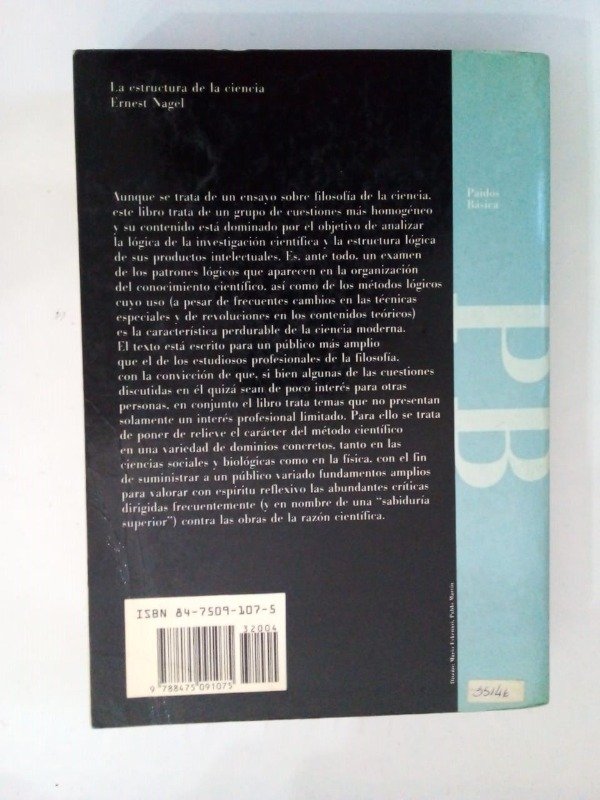 La estructura de la ciencia
Ernest Nagel
Aunque se trata de un ensayo sobre filosofía de la ciencia,
este libro trata de un grupo de cuestiones más homogéneo
y su contenido está dominado por el objetivo de analizar
la lógica de la investigación científica y la estructura lógica
de sus productos intelectuales. Es, ante todo, un examen
de los patrones lógicos que aparecen en la organización
del conocimiento científico, así como de los métodos lógicos
cuyo uso (a pesar de frecuentes cambios en las técnicas
especiales y de revoluciones en los contenidos teóricos)
es la característica perdurable de la ciencia moderna.
El texto está escrito para un público más amplio
que el de los estudiosos profesionales de la filosofía,
con la convicción de que, si bien algunas de las cuestiones
discutidas en él quizá sean de poco interés para otras
personas, en conjunto el libro trata temas que no presentan
solamente un interés profesional limitado. Para ello se trata
de poner de relieve el carácter del método científico
en una variedad de dominios concretos, tanto en las
ciencias sociales y biológicas como en la física, con el fin
de suministrar a un público variado fundamentos amplios
para valorar con espíritu reflexivo las abundantes críticas
dirigidas frecuentemente (y en nombre de una "sabiduría
superior") contra las obras de la razón científica.
ISBN 84-7509-107-5
32004
9 788475 091075
Paidós
Básica
PB
35146